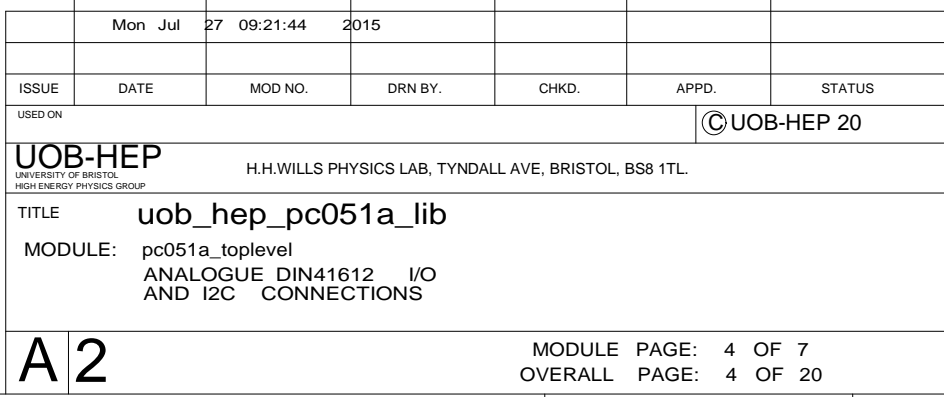 Mon Jul 27 09:21:44 2015
ISSUE DATE MOD NO. DRN BY. CHKD. APPD. STATUS
USED ON
© UOB-HEP 20
UOB-HEP
UNIVERSITY OF BRISTOL
HIGH ENERGY PHYSICS GROUP
H.H.WILLS PHYSICS LAB, TYNDALL AVE, BRISTOL, BS8 1TL.
TITLE uob_hep_pc051a_lib
MODULE: pc051a_toplevel
ANALOGUE DIN41612 I/O
AND I2C CONNECTIONS
A 2
MODULE PAGE: 4 OF 7
OVERALL PAGE: 4 OF 20